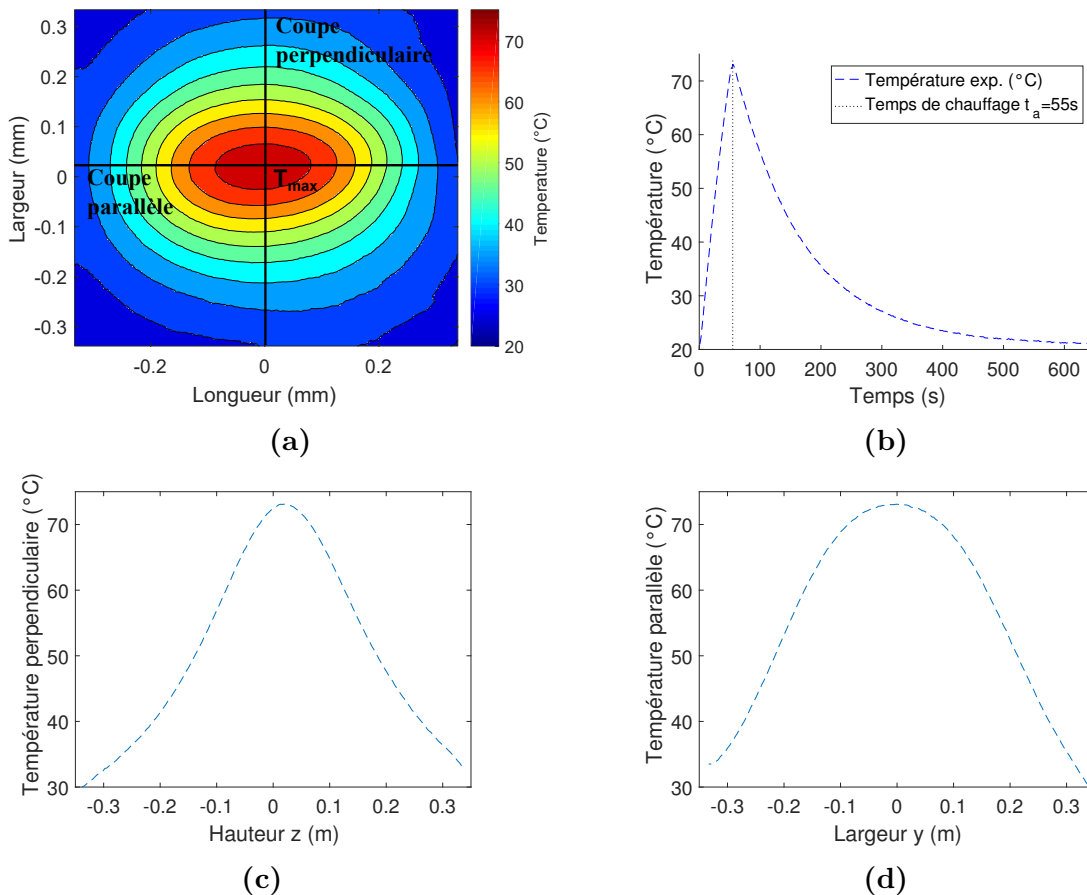 Coupe
perpendiculaire
Coupe
parallèle
T_max
0.3
0.2
0.1
0
-0.1
-0.2
-0.3
-0.2
0
0.2
Largeur (mm)
Longueur (mm)
70
60
50
40
30
20
Temperature (°C)
(a)
Température exp. (°C)
Temps de chauffage t_a=55s
70
60
50
40
30
20
0
100
200
300
400
500
600
Température (°C)
Temps (s)
(b)
70
60
50
40
30
-0.3
-0.2
-0.1
0
0.1
0.2
0.3
Température perpendiculaire (°C)
Hauteur z (m)
(c)
70
60
50
40
30
-0.3
-0.2
-0.1
0
0.1
0.2
0.3
Température parallèle (°C)
Largeur y (m)
(d)